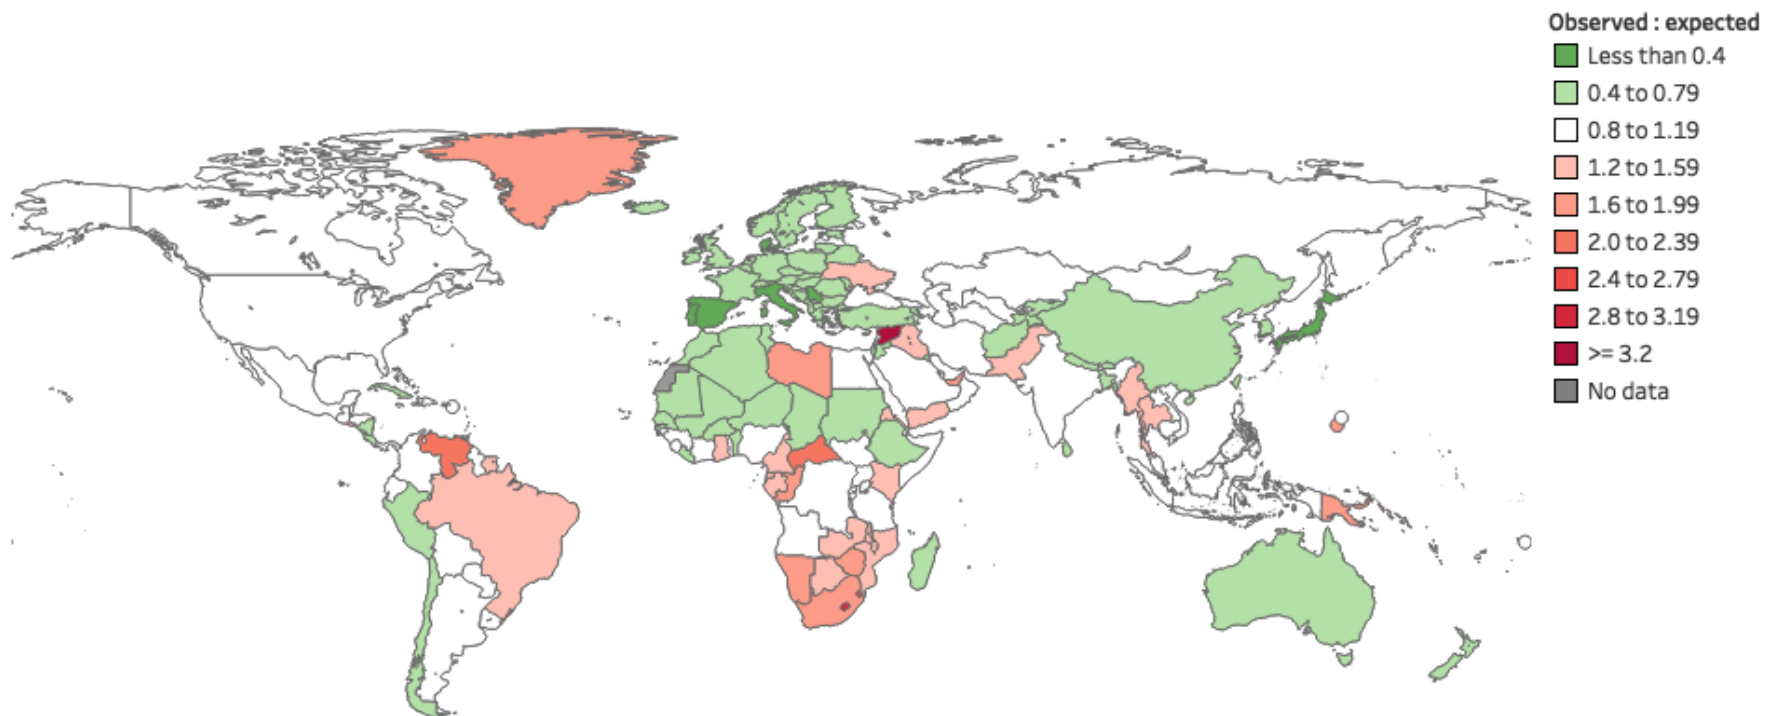 Observed : expected
Less than 0.4
0.4 to 0.79
0.8 to 1.19
1.2 to 1.59
1.6 to 1.99
2.0 to 2.39
2.4 to 2.79
2.8 to 3.19
>= 3.2
No data